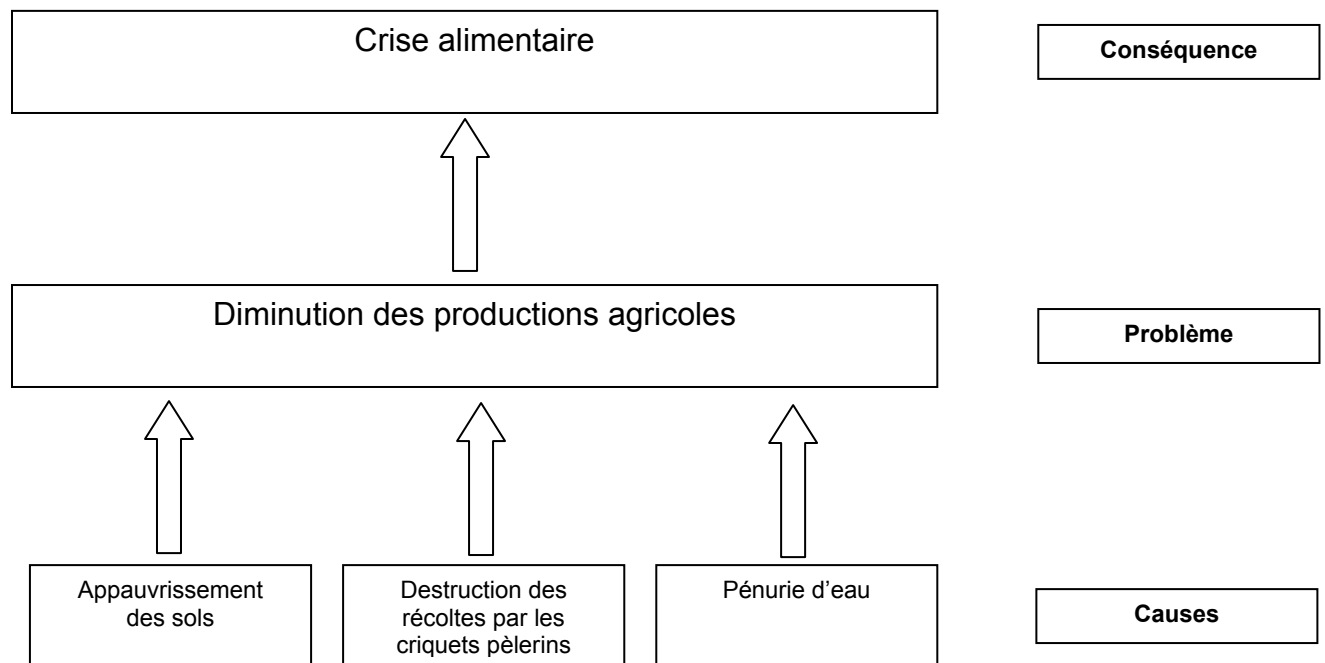 Crise alimentaire
Conséquence
Diminution des productions agricoles
Problème
Appauvrissement
des sols
Destruction des
récoltes par les
criquets pèlerins
Pénurie d’eau
Causes